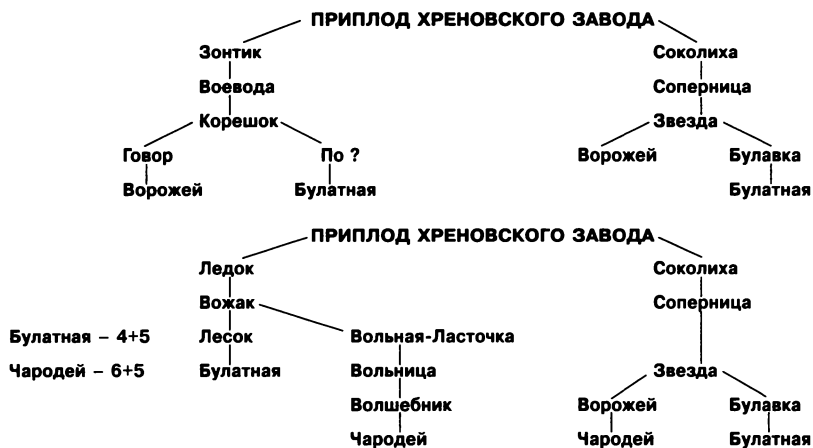 ПРИПЛОД ХРЕНОВСКОГО ЗАВОДА
Зонтик Соколиха
Воевода Соперница
Корешок Звезда
Говор По ? Ворожей Булавка
Ворожей Булатная Булатная
ПРИПЛОД ХРЕНОВСКОГО ЗАВОДА
Ледок Соколиха
Вожак Соперница
Булатная – 4+5 Лесок Вольная-Ласточка
Чародей – 6+5 Булатная Вольница Звезда
Волшебник Ворожей Булавка
Чародей Чародей Булатная